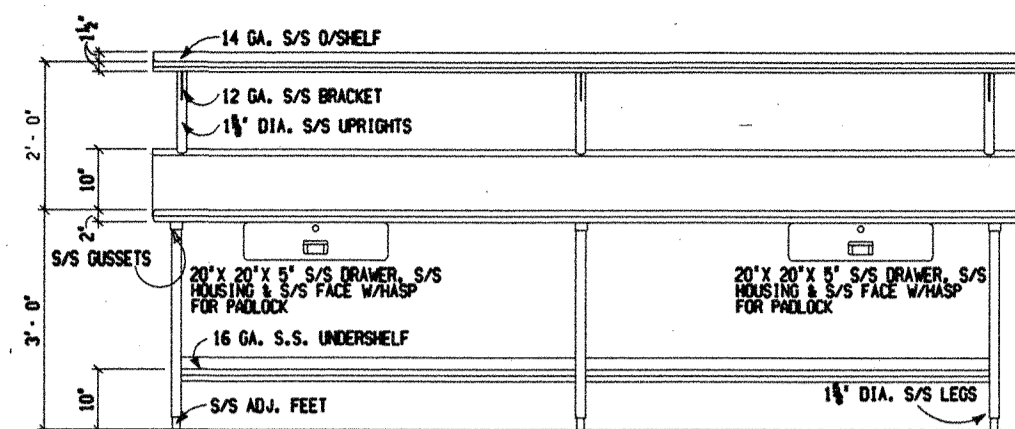 1½"
14 GA. S/S O/SHELF
12 GA. S/S BRACKET
1⅝" DIA. S/S UPRIGHTS
2'- 0"
10"
2"
S/S GUSSETS
20"X 20"X 5" S/S DRAWER, S/S
HOUSING & S/S FACE W/HASP
FOR PADLOCK
20"X 20"X 5" S/S DRAWER, S/S
HOUSING & S/S FACE W/HASP
FOR PADLOCK
3'- 0"
16 GA. S.S. UNDERSHELF
10"
S/S ADJ. FEET
1⅝" DIA. S/S LEGS